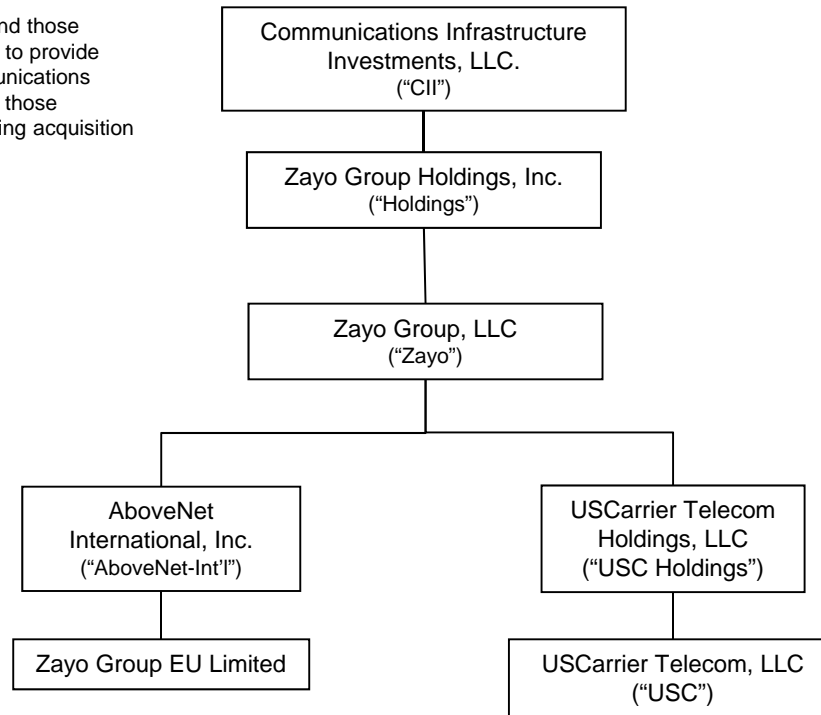 nd those
to provide
unications
those
ing acquisition
Communications Infrastructure
Investments, LLC.
(“CII”)
Zayo Group Holdings, Inc.
(“Holdings”)
Zayo Group, LLC
(“Zayo”)
AboveNet
International, Inc.
(“AboveNet-Int’l”)
USCarrier Telecom
Holdings, LLC
(“USC Holdings”)
Zayo Group EU Limited
USCarrier Telecom, LLC
(“USC”)